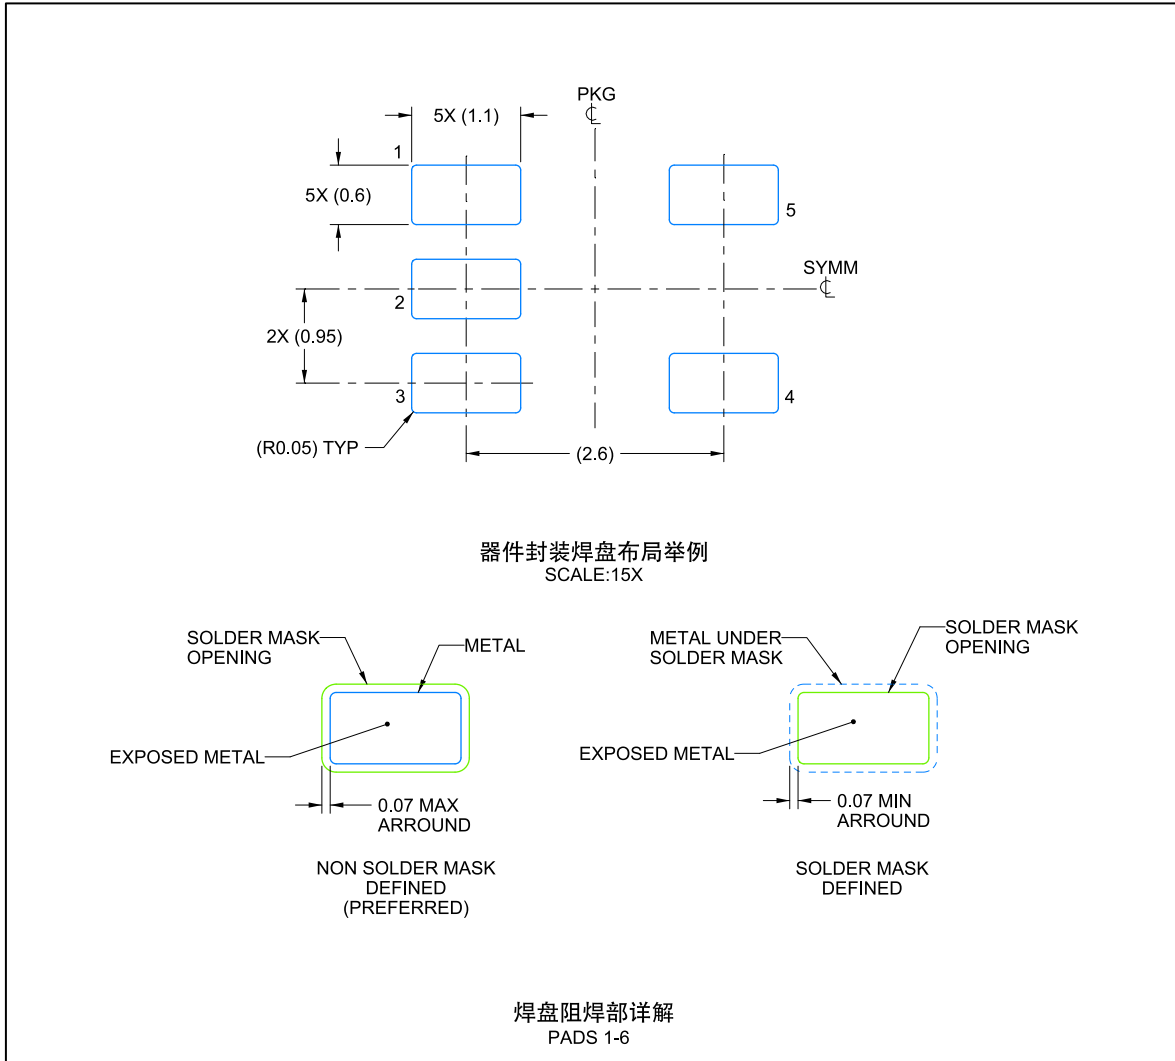 PKG
℄
5X (1.1)
1
5X (0.6)
5
SYMM
℄
2
2X (0.95)
3
4
(R0.05) TYP
(2.6)
器件封装焊盘布局举例
SCALE:15X
SOLDER MASK
OPENING
METAL
EXPOSED METAL
0.07 MAX
ARROUND
NON SOLDER MASK
DEFINED
(PREFERRED)
METAL UNDER
SOLDER MASK
SOLDER MASK
OPENING
EXPOSED METAL
0.07 MIN
ARROUND
SOLDER MASK
DEFINED
焊盘阻焊部详解
PADS 1-6